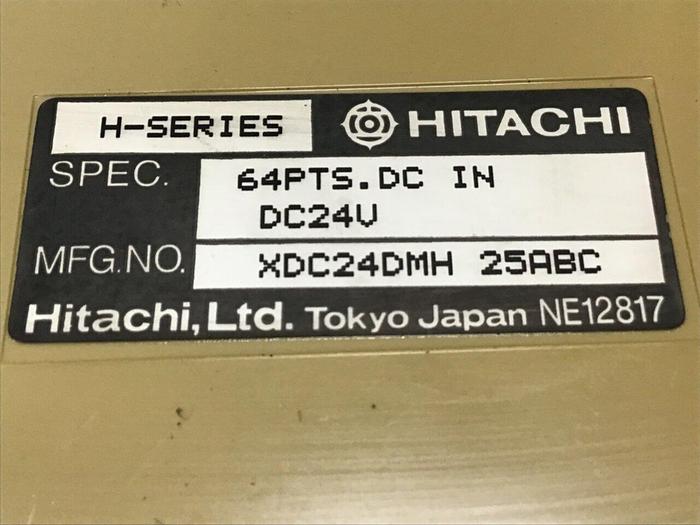 H-SERIES HITACHI
SPEC. 64PTS.DC IN
DC24V
MFG.NO. XDC24DMH 25ABC
Hitachi, Ltd. Tokyo Japan NE12817